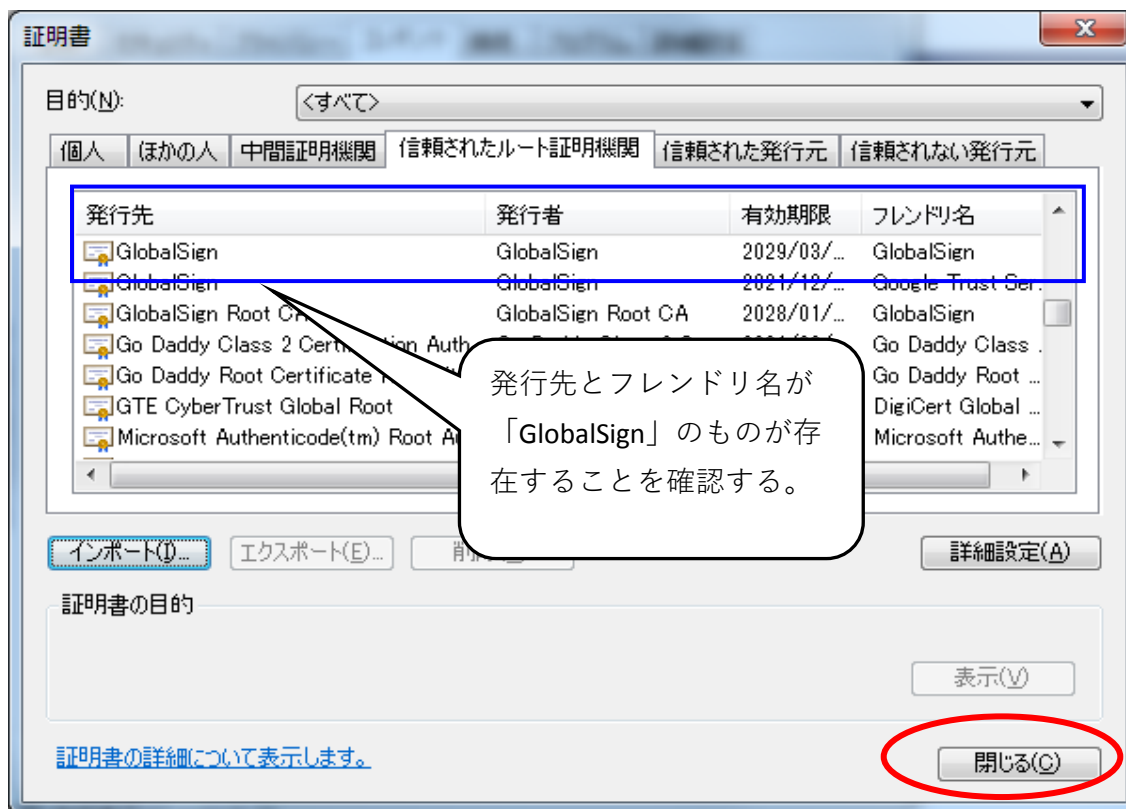 証明書
目的(N):
<すべて>
個人
ほかの人
中間証明機関
信頼されたルート証明機関
信頼された発行元
信頼されない発行元
発行先 発行者 有効期限 フレンドリ名
GlobalSign GlobalSign 2029/03/... GlobalSign
GlobalSign GlobalSign 2021/12/... Google Trust Ser.
GlobalSign Root CA GlobalSign Root CA 2028/01/... GlobalSign
Go Daddy Class 2 Certification Auth Go Daddy Class .
Go Daddy Root Certificate Go Daddy Root ...
GTE CyberTrust Global Root DigiCert Global ...
Microsoft Authenticode(tm) Root Microsoft Authe...
発行先とフレンドリ名が
「GlobalSign」のものが存
在することを確認する。
インポート(I)...
エクスポート(E)...
詳細設定(A)
証明書の目的
表示(V)
証明書の詳細について表示します。
閉じる(C)